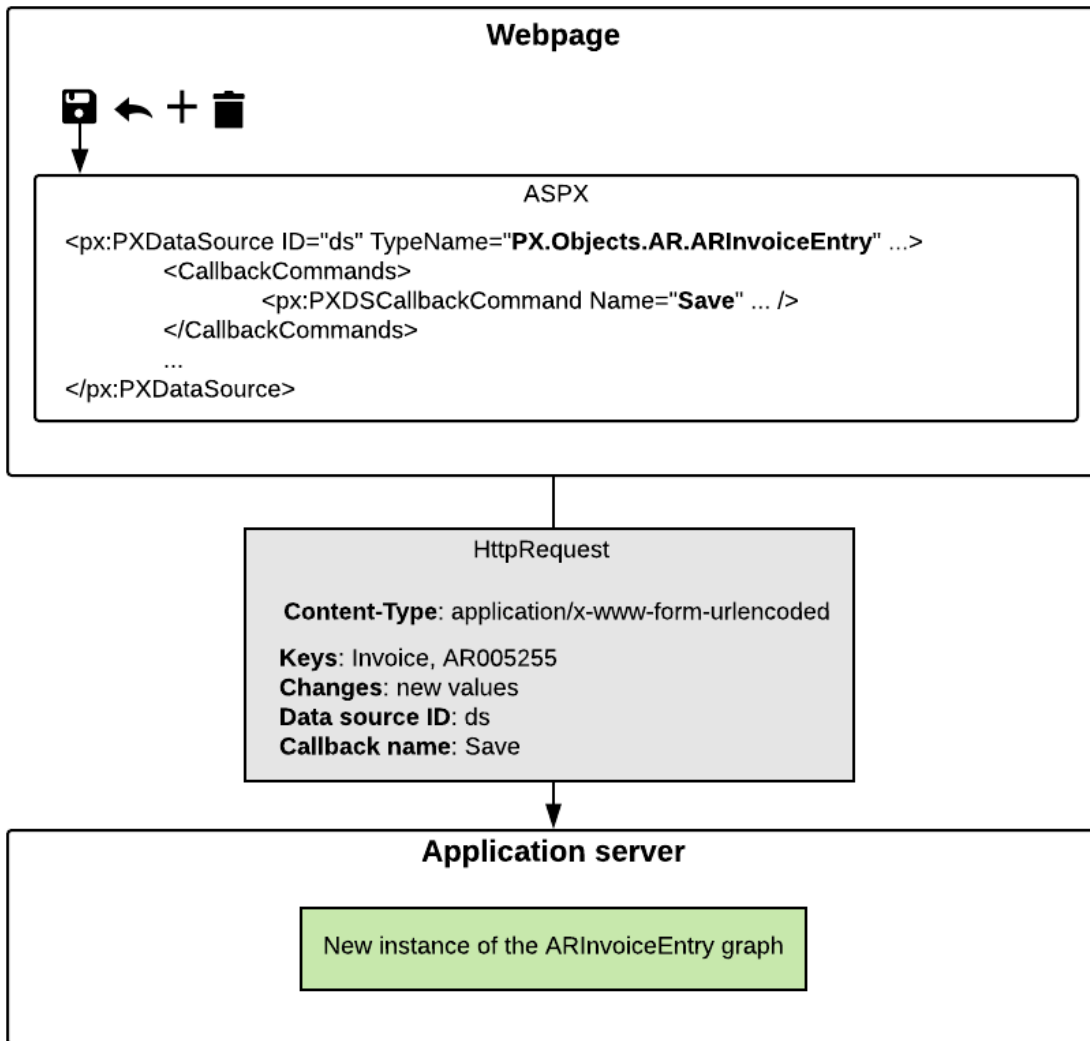 Webpage
ASPX
<px:PXDataSource ID="ds" TypeName="PX.Objects.AR.ARInvoiceEntry" ...>
<CallbackCommands>
<px:PXDSCallbackCommand Name="Save" ... />
</CallbackCommands>
...
</px:PXDataSource>
HttpRequest
Content-Type: application/x-www-form-urlencoded
Keys: Invoice, AR005255
Changes: new values
Data source ID: ds
Callback name: Save
Application server
New instance of the ARInvoiceEntry graph